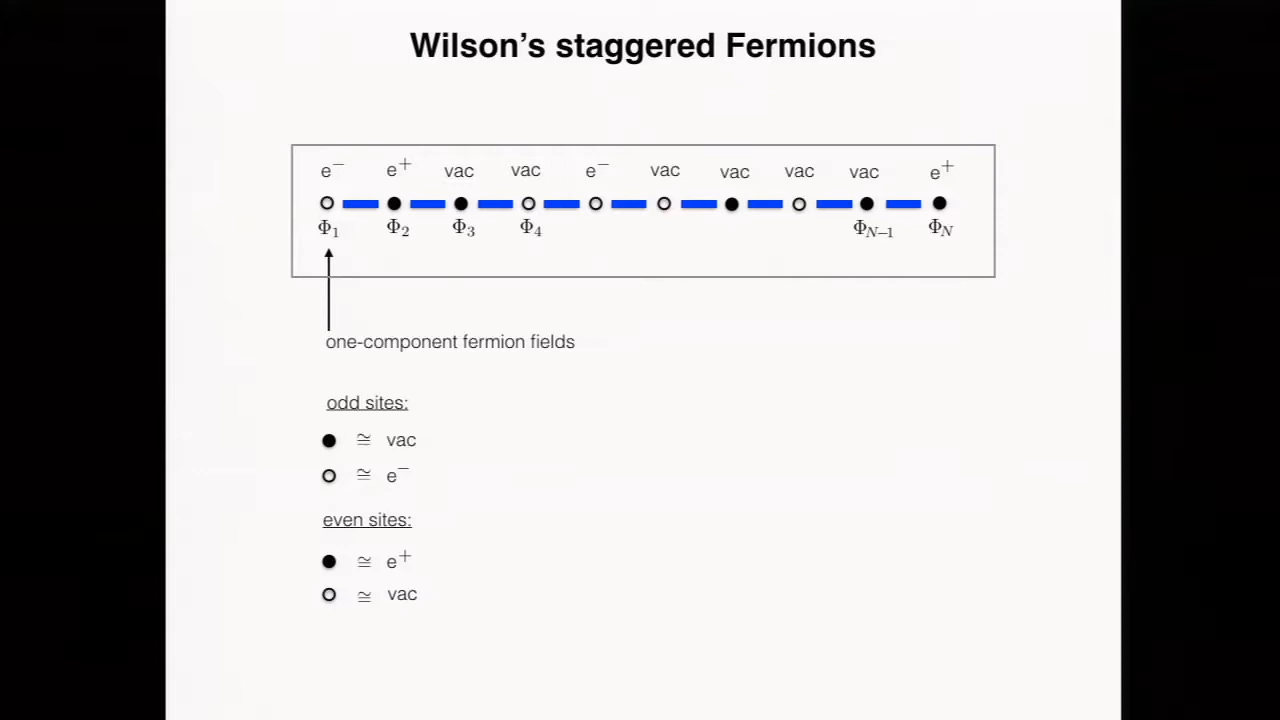 Wilson's staggered Fermions
e⁻ e⁺ vac vac e⁻ vac vac vac vac e⁺
Φ₁ Φ₂ Φ₃ Φ₄ Φ_{N−1} Φ_N
one-component fermion fields
odd sites:
≅ vac
≅ e⁻
even sites:
≅ e⁺
≅ vac